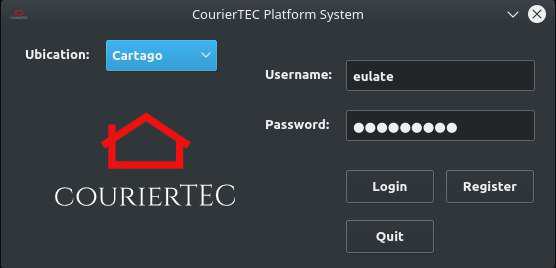 CourierTEC Platform System
Ubication:
Cartago
Username:
eulate
Password:
●●●●●●●●●
COURIERTEC
Login
Register
Quit